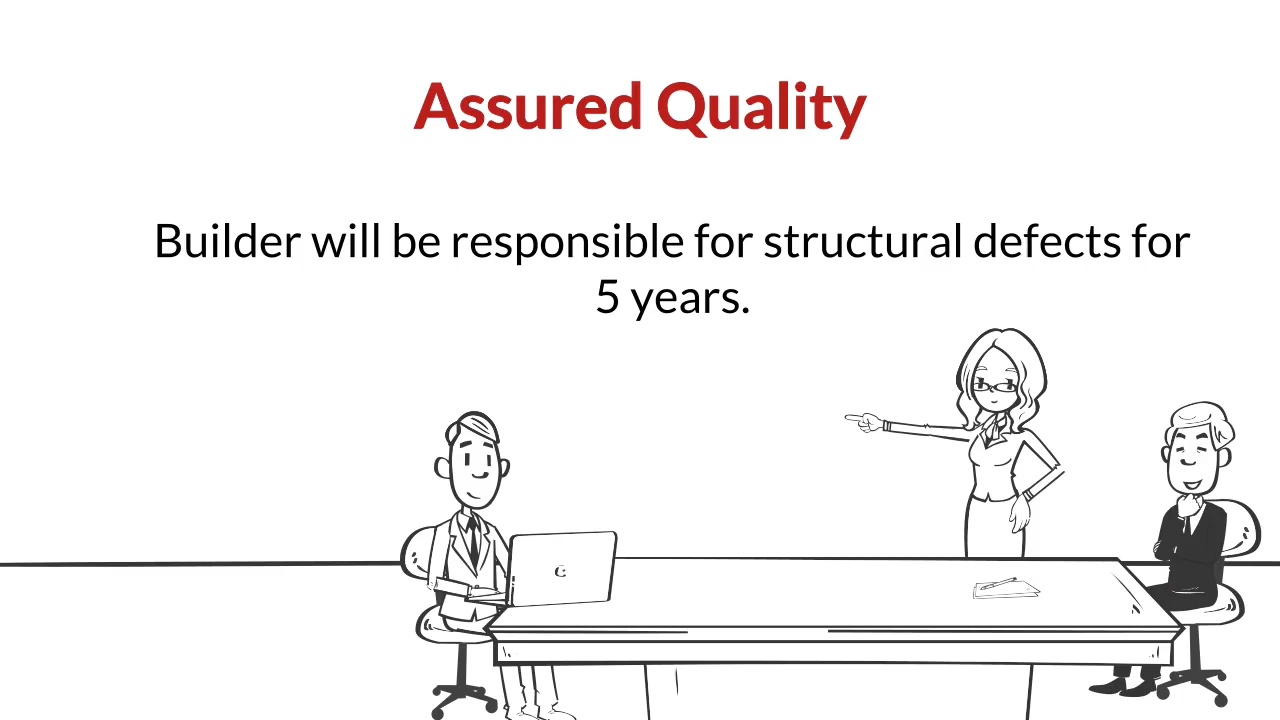 Assured Quality
Builder will be responsible for structural defects for
5 years.